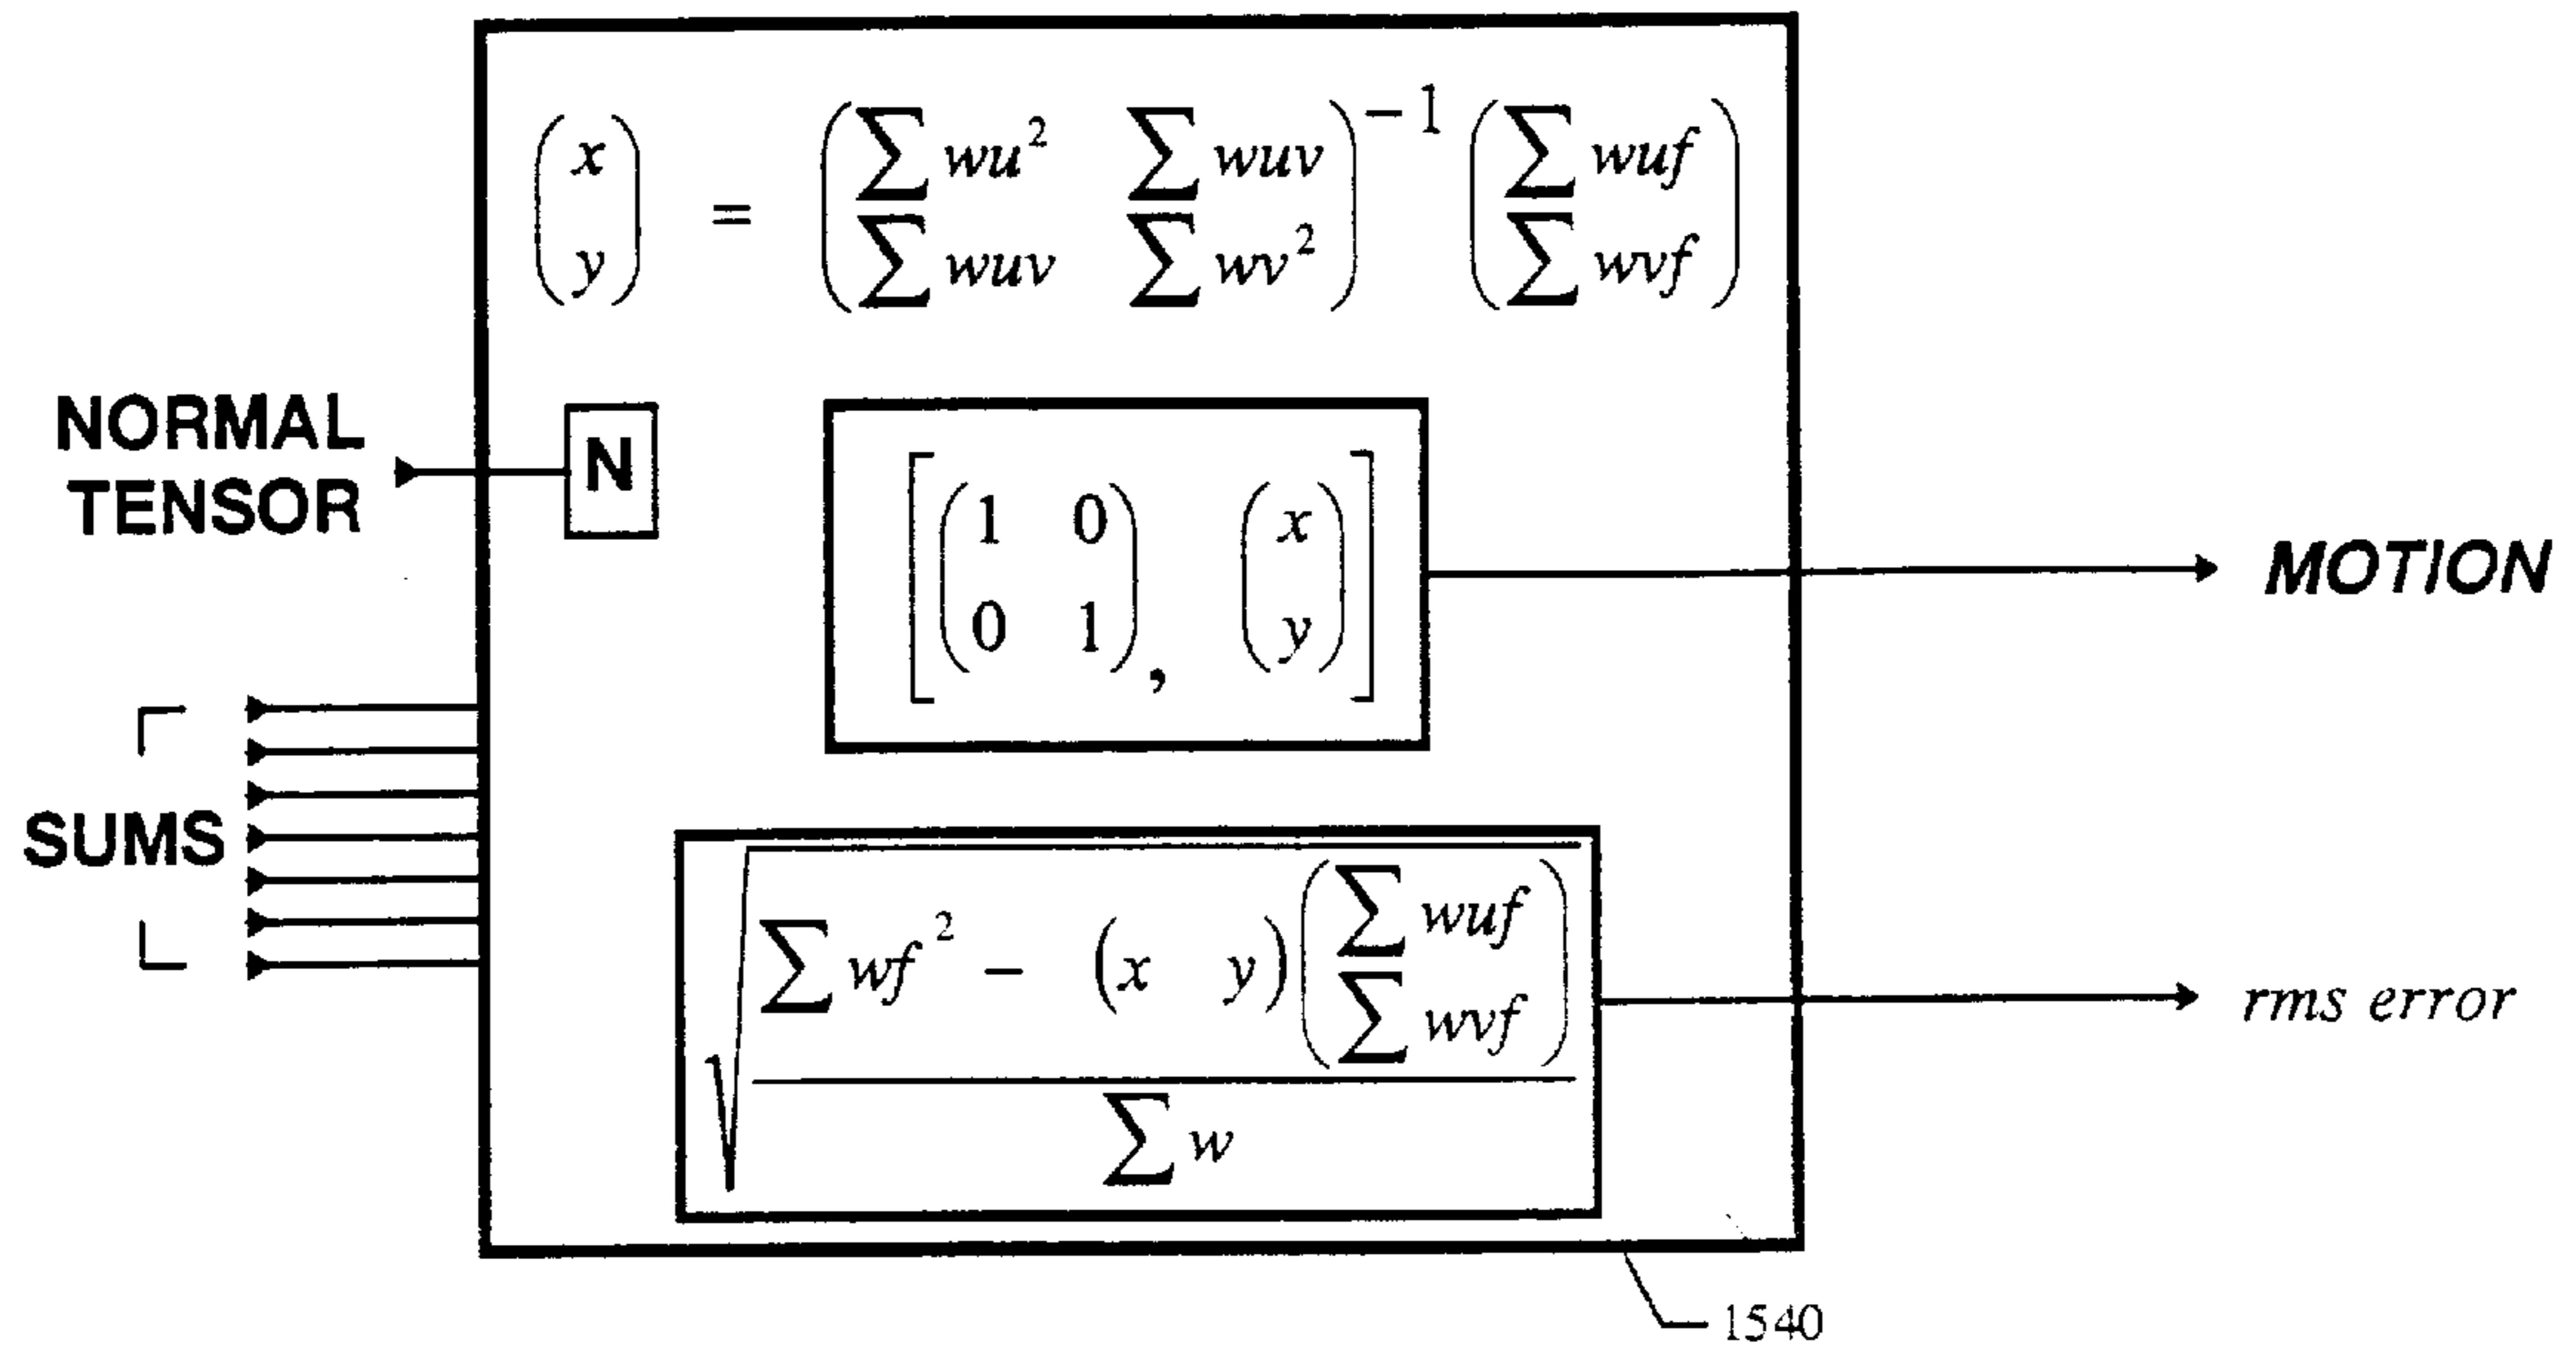 (x y) = (∑wu² ∑wuv ∑wuv ∑wv²)⁻¹ (∑wuf ∑wvf)
NORMAL
TENSOR
N
[(1 0 0 1), (x y)]
MOTION
SUMS
√((∑wf² − (x y)(∑wuf ∑wvf)) / ∑w)
rms error
1540